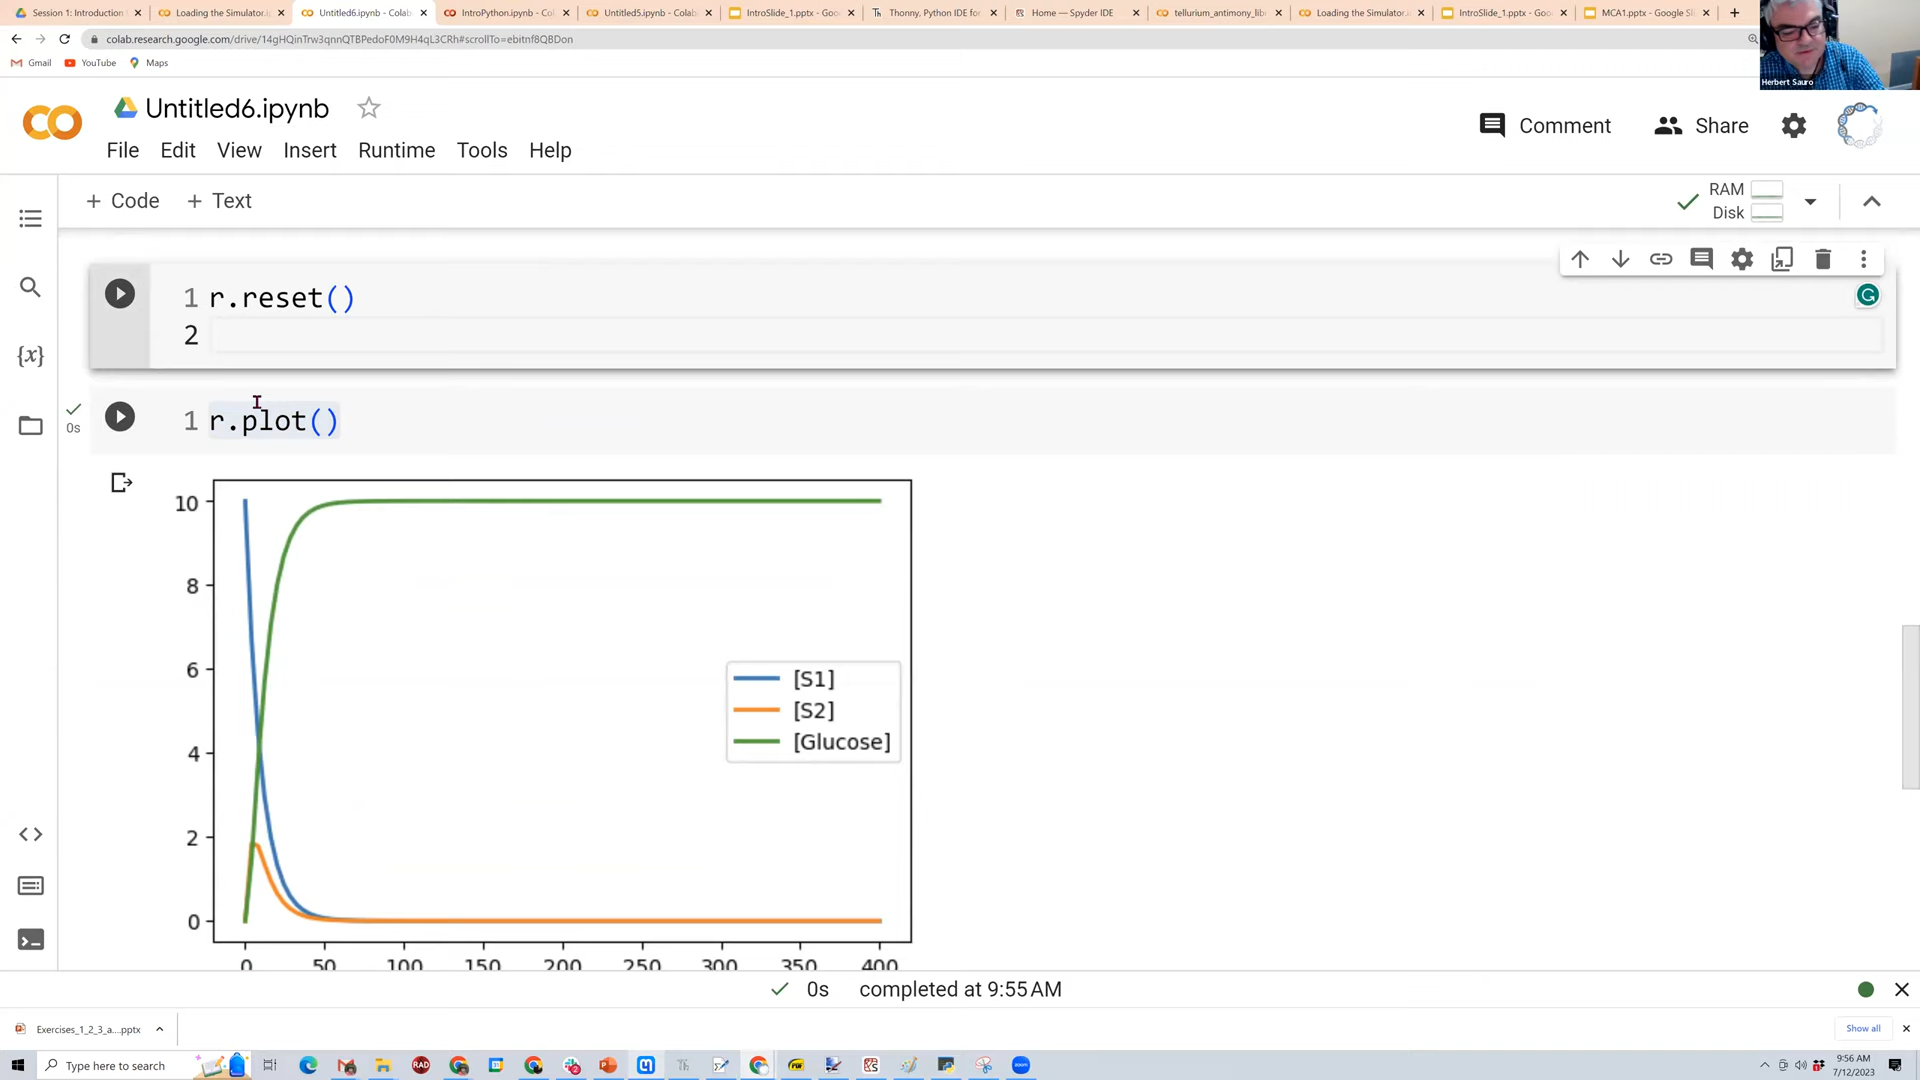 Session 1: Introduction
Loading the Simulator.i
Untitled6.ipynb - Colab
IntroPython.ipynb - Co
Untitled5.ipynb - Colab
IntroSlide_1.pptx - Goo
Thonny, Python IDE for
Home — Spyder IDE
tellurium_antimony_lib
Loading the Simulator.i
IntroSlide_1.pptx - Goo
MCA1.pptx - Google Sl
colab.research.google.com/drive/14gHQinTrw3qnnQTBPedoF0M9H4qL3CRh#scrollTo=ebitnf8QBDon
Gmail YouTube Maps
Herbert Sauro
CO Untitled6.ipynb
Comment Share
File Edit View Insert Runtime Tools Help
+ Code + Text
RAM
Disk
1 r.reset()
2
0s
1 r.plot()
10
8
6
4
2
0
[S1]
[S2]
[Glucose]
0 50 100 150 200 250 300 350 400
0s completed at 9:55 AM
Exercises_1_2_3_a....pptx
Show all
Type here to search
RAD
9:56 AM
7/12/2023